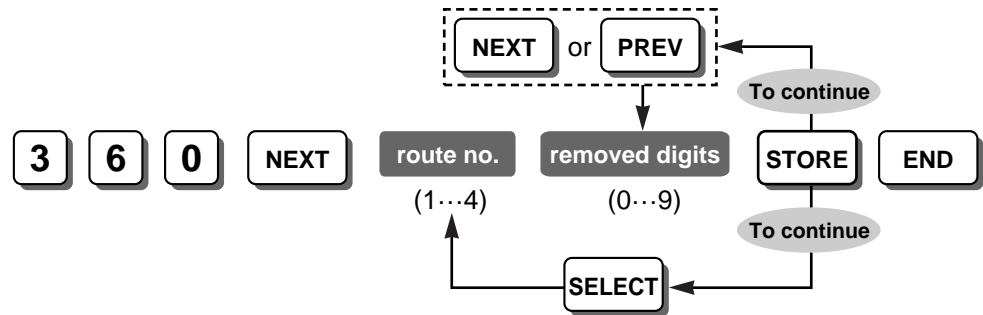 NEXT or PREV
To continue
3 6 0 NEXT route no. removed digits STORE END
(1···4) (0···9)
To continue
SELECT